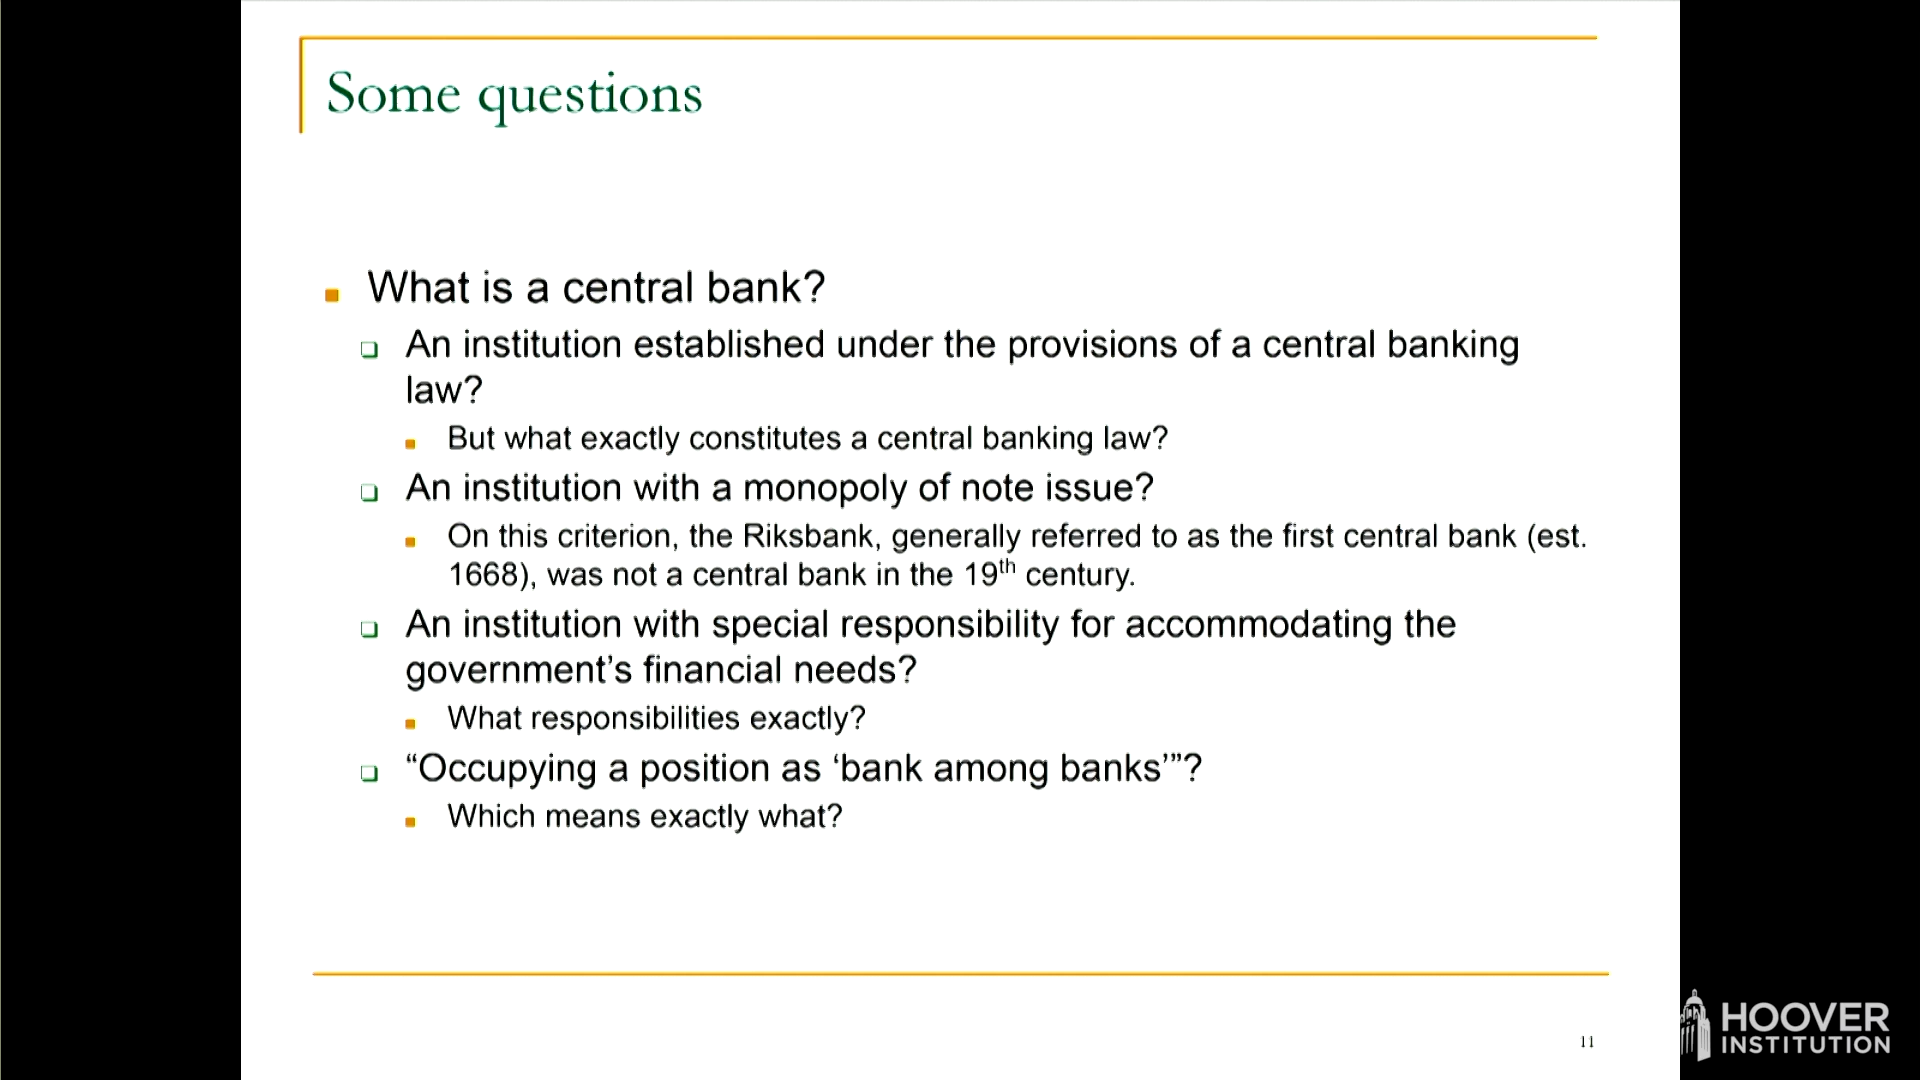 Some questions
What is a central bank?
An institution established under the provisions of a central banking
law?
But what exactly constitutes a central banking law?
An institution with a monopoly of note issue?
On this criterion, the Riksbank, generally referred to as the first central bank (est.
1668), was not a central bank in the 19th century.
An institution with special responsibility for accommodating the
government’s financial needs?
What responsibilities exactly?
“Occupying a position as ‘bank among banks’”?
Which means exactly what?
11
HOOVER
INSTITUTION